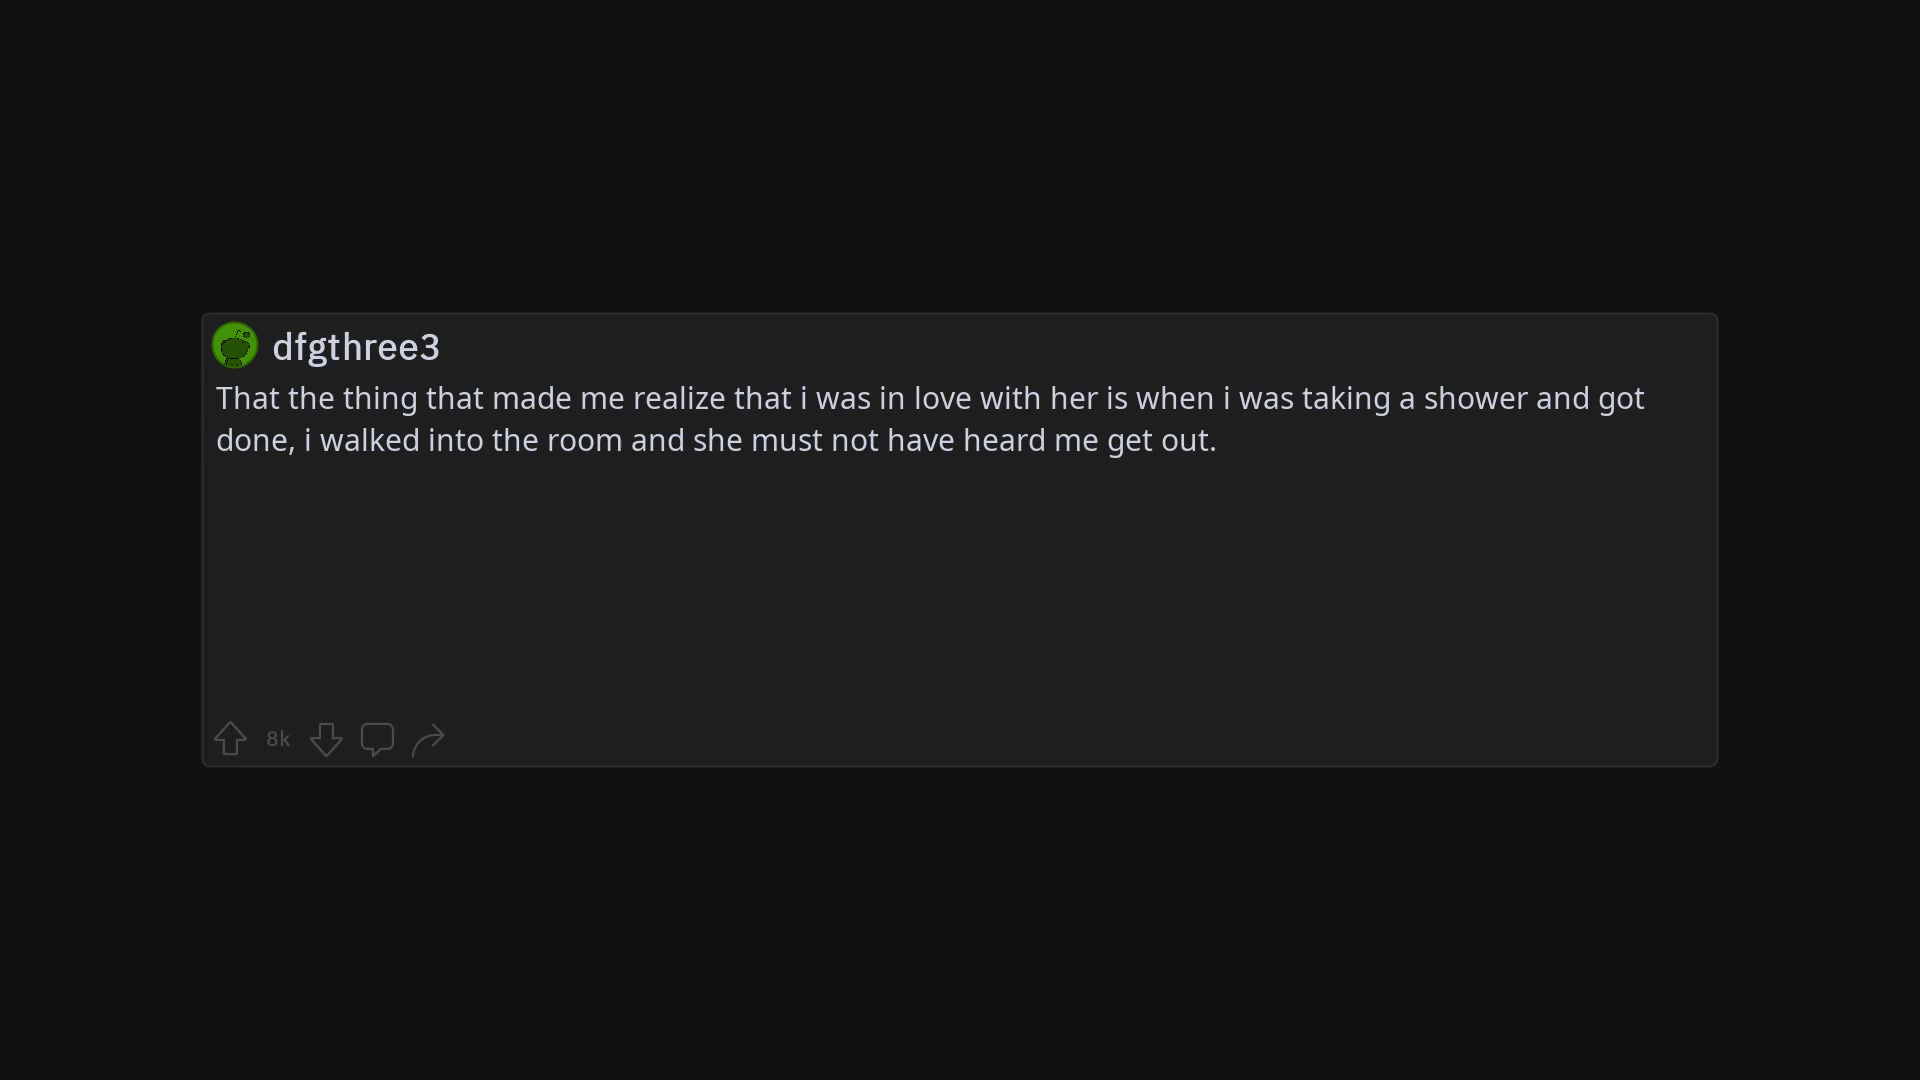 dfgthree3
That the thing that made me realize that i was in love with her is when i was taking a shower and got
done, i walked into the room and she must not have heard me get out.
8k